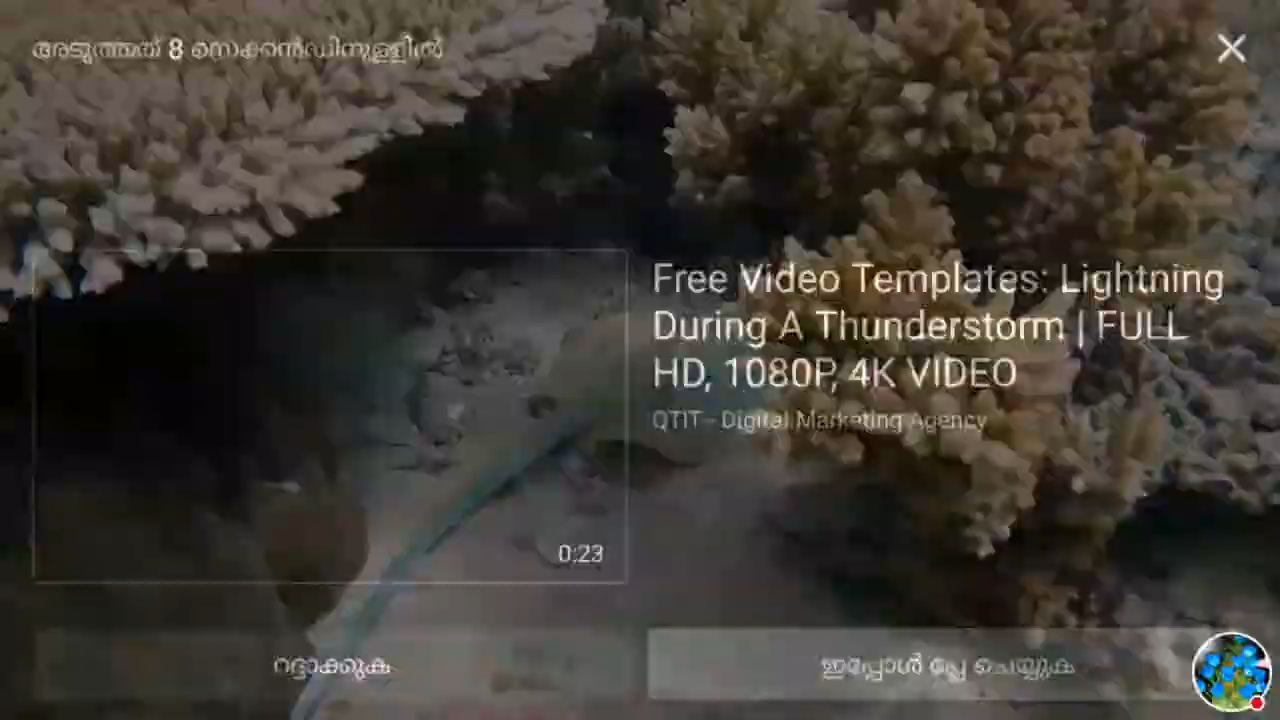 അടുത്തത് 8 സെക്കൻഡിനുള്ളിൽ
Free Video Templates: Lightning
During A Thunderstorm | FULL
HD, 1080P, 4K VIDEO
QTIT - Digital Marketing Agency
0:23
റദ്ദാക്കുക
ഇപ്പോൾ പ്ലേ ചെയ്യുക